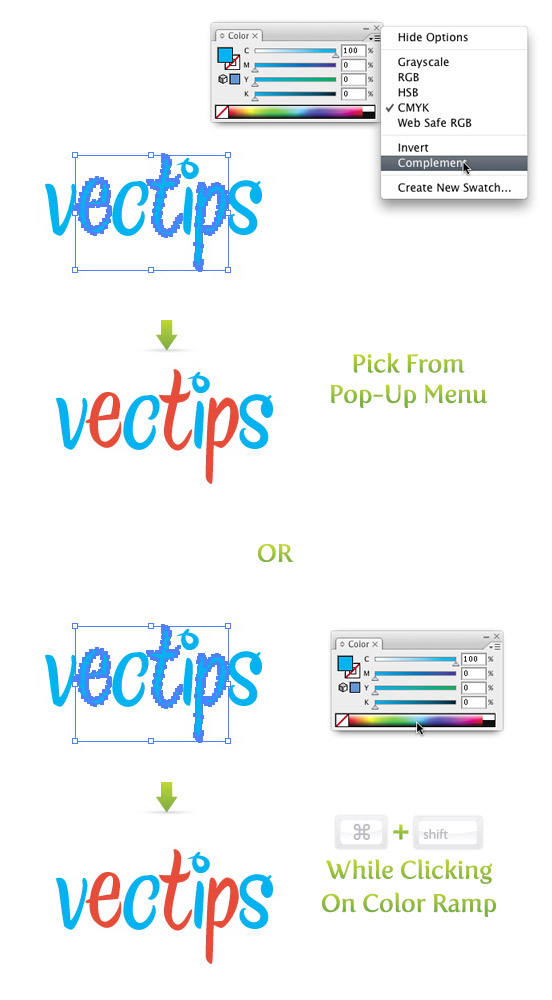 Color ×
C 100 %
M 0 %
Y 0 %
K 0 %
Hide Options
Grayscale
RGB
HSB
✓ CMYK
Web Safe RGB
Invert
Complement
Create New Swatch...
vectips
vectips
Pick From
Pop-Up Menu
OR
vectips
Color ×
C 100 %
M 0 %
Y 0 %
K 0 %
⌘ + shift
vectips
While Clicking
On Color Ramp